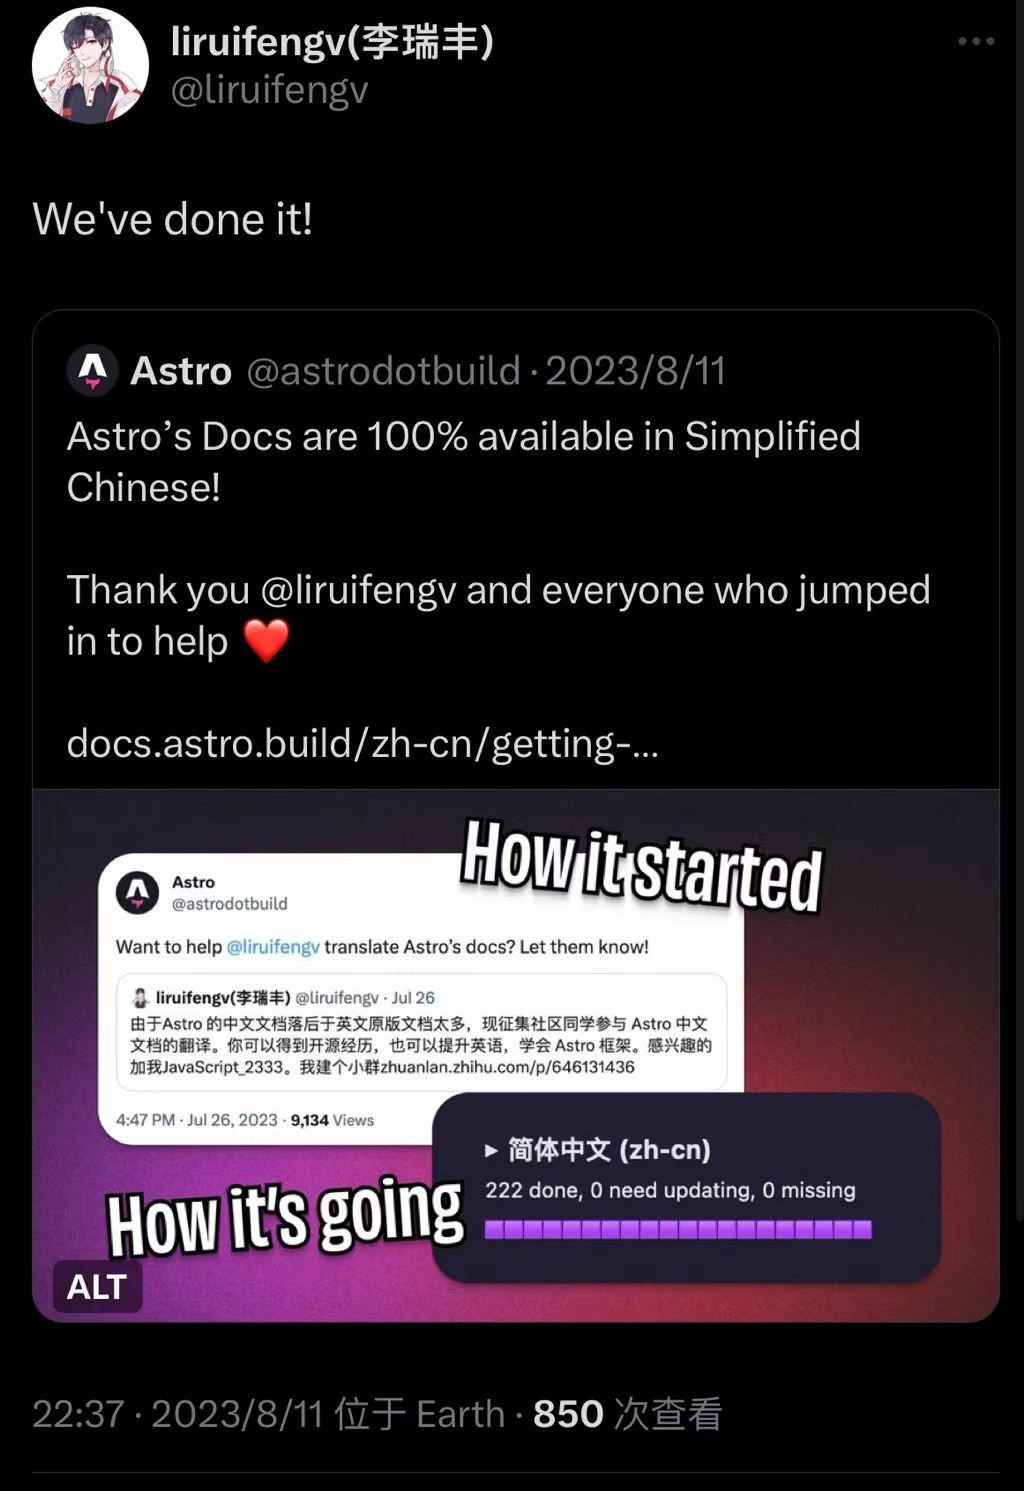 liruifengv(李瑞丰)
@liruifengv
We've done it!
Astro @astrodotbuild · 2023/8/11
Astro’s Docs are 100% available in Simplified
Chinese!
Thank you @liruifengv and everyone who jumped
in to help ❤️
docs.astro.build/zh-cn/getting-...
How it started
Astro
@astrodotbuild
Want to help @liruifengv translate Astro’s docs? Let them know!
liruifengv(李瑞丰) @liruifengv · Jul 26
由于Astro 的中文文档落后于英文原版文档太多，现征集社区同学参与 Astro 中文
文档的翻译。你可以得到开源经历，也可以提升英语，学会 Astro 框架。感兴趣的
加我JavaScript_2333。我建个小群zhuanlan.zhihu.com/p/646131436
4:47 PM · Jul 26, 2023 · 9,134 Views
How it's going
▸ 简体中文 (zh-cn)
222 done, 0 need updating, 0 missing
ALT
22:37 · 2023/8/11 位于 Earth · 850 次查看